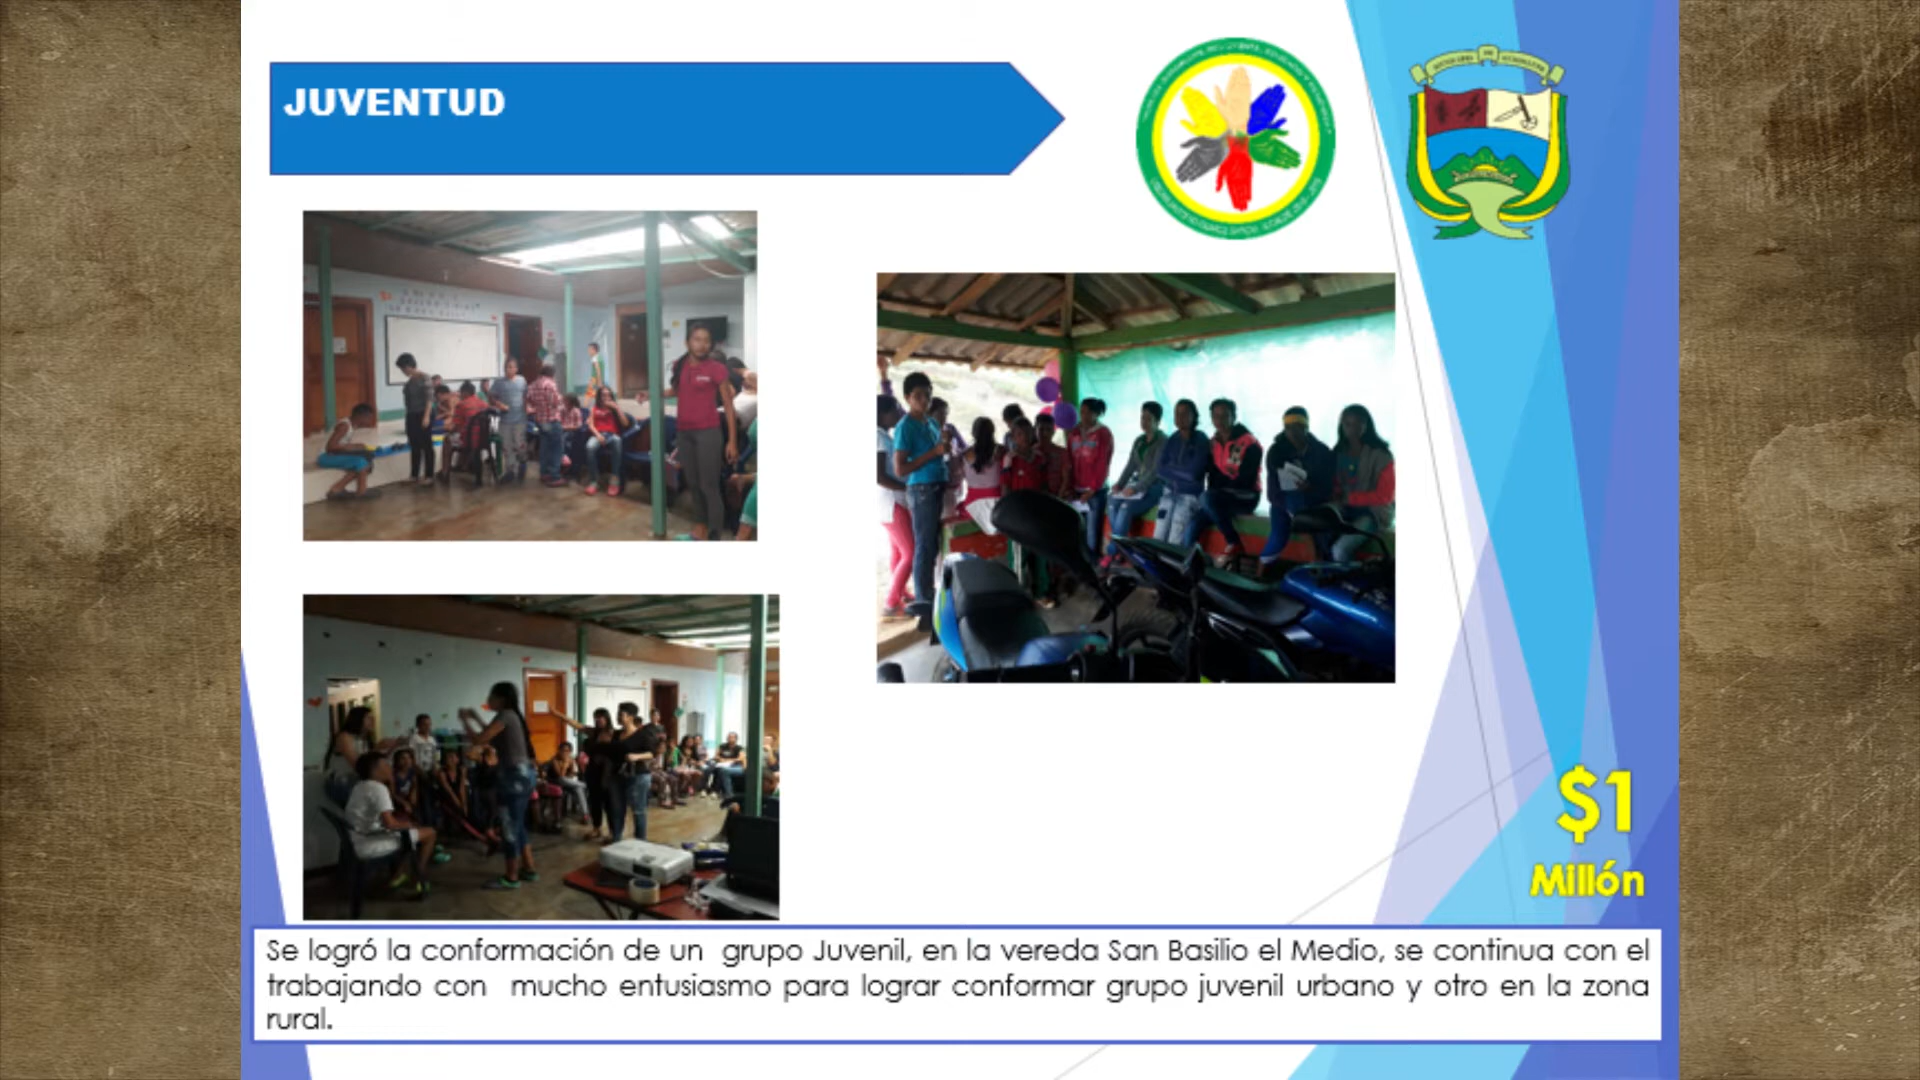 JUVENTUD
$1
Millón
Se logró la conformación de un grupo Juvenil, en la vereda San Basilio el Medio, se continua con el
trabajando con mucho entusiasmo para lograr conformar grupo juvenil urbano y otro en la zona
rural.